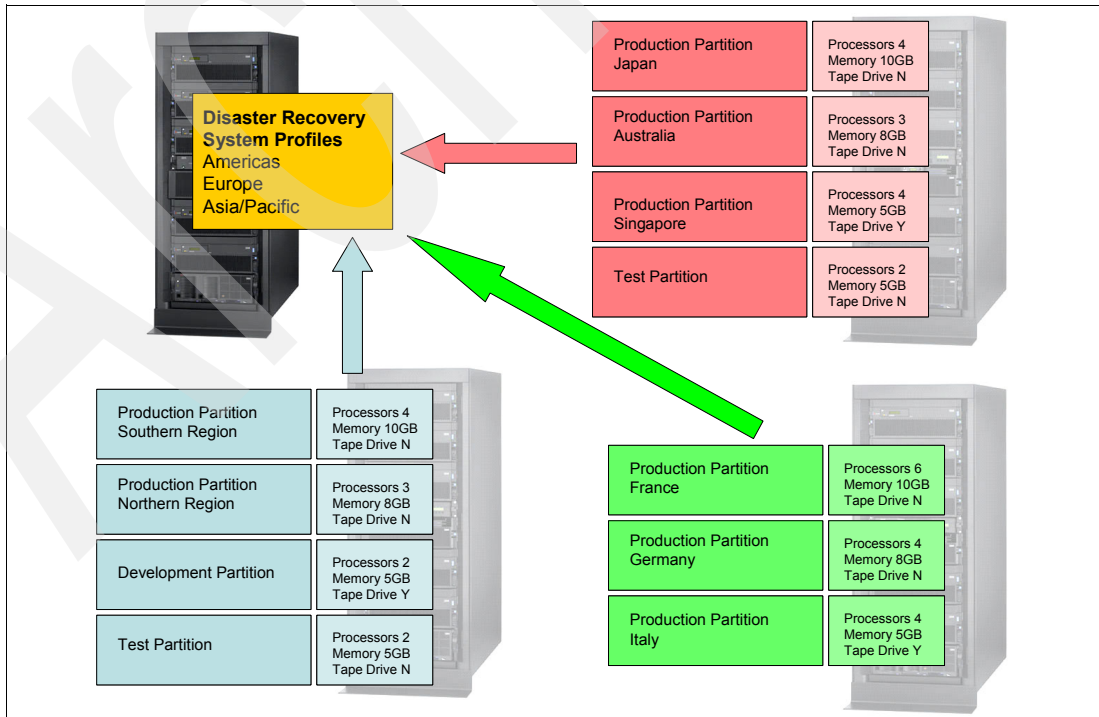 Disaster Recovery
System Profiles
Americas
Europe
Asia/Pacific
Production Partition
Japan
Processors 4
Memory 10GB
Tape Drive N
Production Partition
Australia
Processors 3
Memory 8GB
Tape Drive N
Production Partition
Singapore
Processors 4
Memory 5GB
Tape Drive Y
Test Partition
Processors 2
Memory 5GB
Tape Drive N
Production Partition
Southern Region
Processors 4
Memory 10GB
Tape Drive N
Production Partition
Northern Region
Processors 3
Memory 8GB
Tape Drive N
Development Partition
Processors 2
Memory 5GB
Tape Drive Y
Test Partition
Processors 2
Memory 5GB
Tape Drive N
Production Partition
France
Processors 6
Memory 10GB
Tape Drive N
Production Partition
Germany
Processors 4
Memory 8GB
Tape Drive N
Production Partition
Italy
Processors 4
Memory 5GB
Tape Drive Y